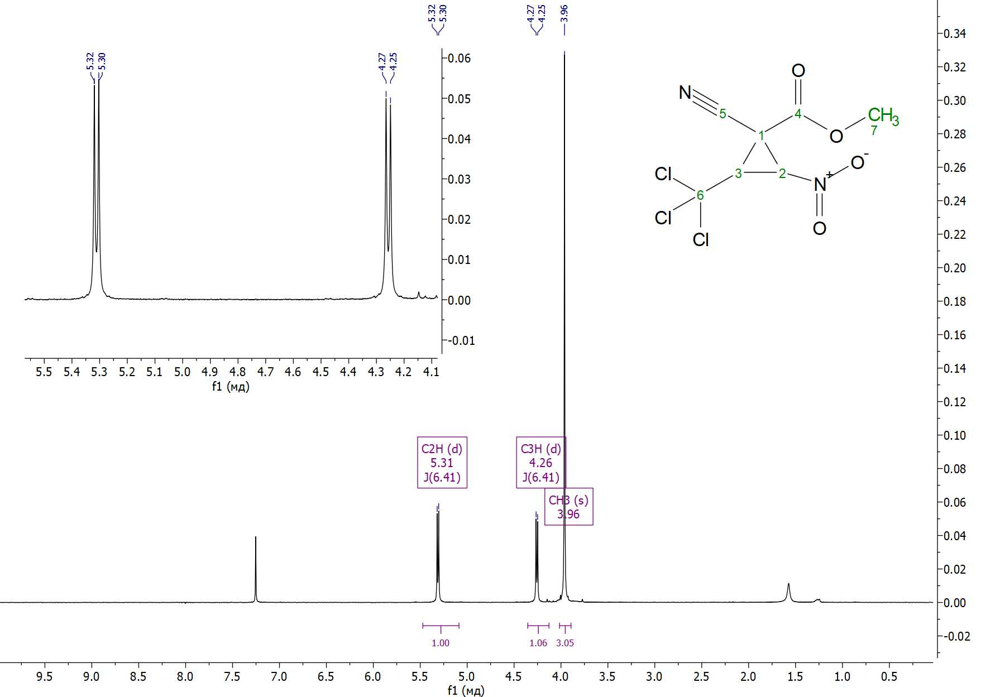 5.32
5.30
4.27
4.25
3.96
5.32
5.30
4.27
4.25
0.06
0.05
0.04
0.03
0.02
0.01
0.00
-0.01
5.5 5.4 5.3 5.2 5.1 5.0 4.9 4.8 4.7 4.6 4.5 4.4 4.3 4.2 4.1
f1 (мд)
O
N
5
4
CH3
7
1
O
O-
3
2
N+
O
Cl
6
Cl
Cl
C2H (d)
5.31
J(6.41)
C3H (d)
4.26
J(6.41)
CH3 (s)
3.96
1.00
1.06
3.05
0.34
0.32
0.30
0.28
0.26
0.24
0.22
0.20
0.18
0.16
0.14
0.12
0.10
0.08
0.06
0.04
0.02
0.00
-0.02
9.5 9.0 8.5 8.0 7.5 7.0 6.5 6.0 5.5 5.0 4.5 4.0 3.5 3.0 2.5 2.0 1.5 1.0 0.5
f1 (мд)